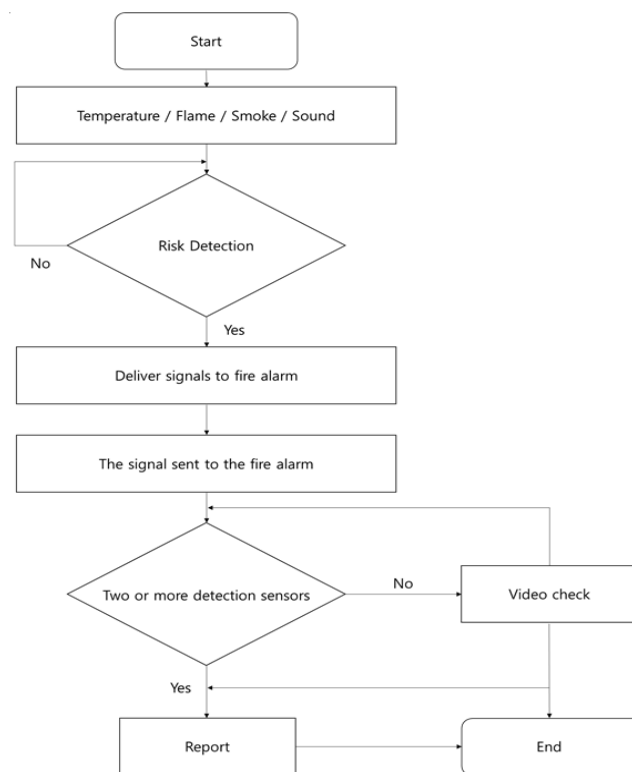 Start
Temperature / Flame / Smoke / Sound
Risk Detection
No
Yes
Deliver signals to fire alarm
The signal sent to the fire alarm
Two or more detection sensors
No
Video check
Yes
Report
End